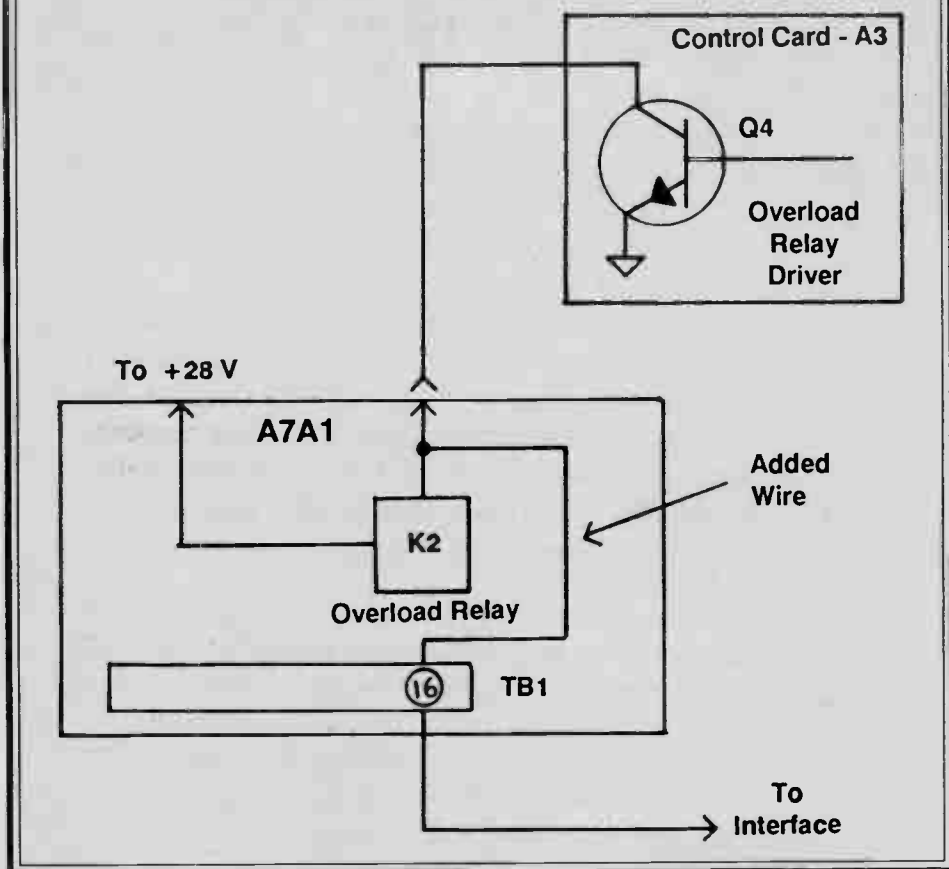 Control Card - A3
Q4
Overload
Relay
Driver
To +28 V
A7A1
Added
Wire
K2
Overload Relay
16
TB1
To
Interface